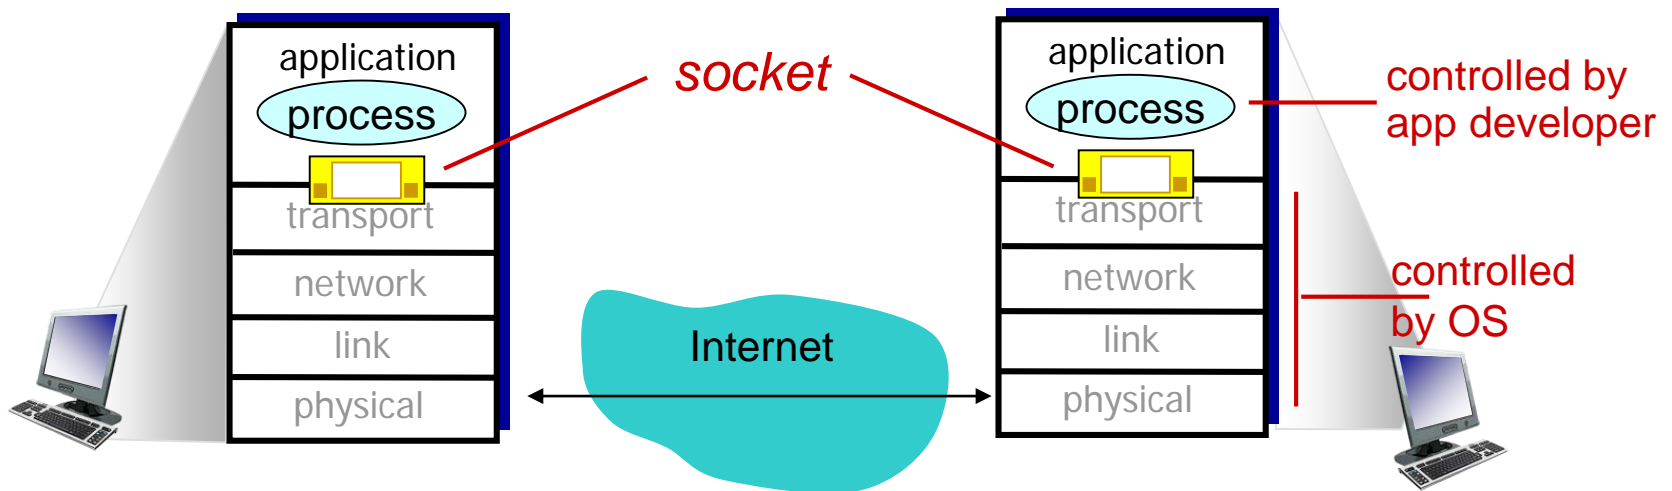 application
process
transport
network
link
physical
socket
Internet
application
process
transport
network
link
physical
controlled by
app developer
controlled
by OS